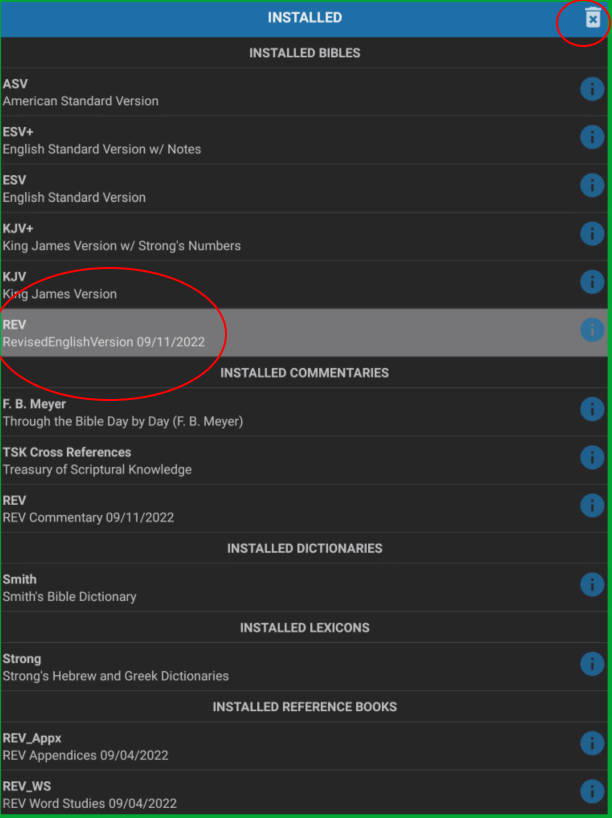 INSTALLED
INSTALLED BIBLES
ASV
American Standard Version
ESV+
English Standard Version w/ Notes
ESV
English Standard Version
KJV+
King James Version w/ Strong's Numbers
KJV
King James Version
REV
RevisedEnglishVersion 09/11/2022
INSTALLED COMMENTARIES
F. B. Meyer
Through the Bible Day by Day (F. B. Meyer)
TSK Cross References
Treasury of Scriptural Knowledge
REV
REV Commentary 09/11/2022
INSTALLED DICTIONARIES
Smith
Smith's Bible Dictionary
INSTALLED LEXICONS
Strong
Strong's Hebrew and Greek Dictionaries
INSTALLED REFERENCE BOOKS
REV_Appx
REV Appendices 09/04/2022
REV_WS
REV Word Studies 09/04/2022